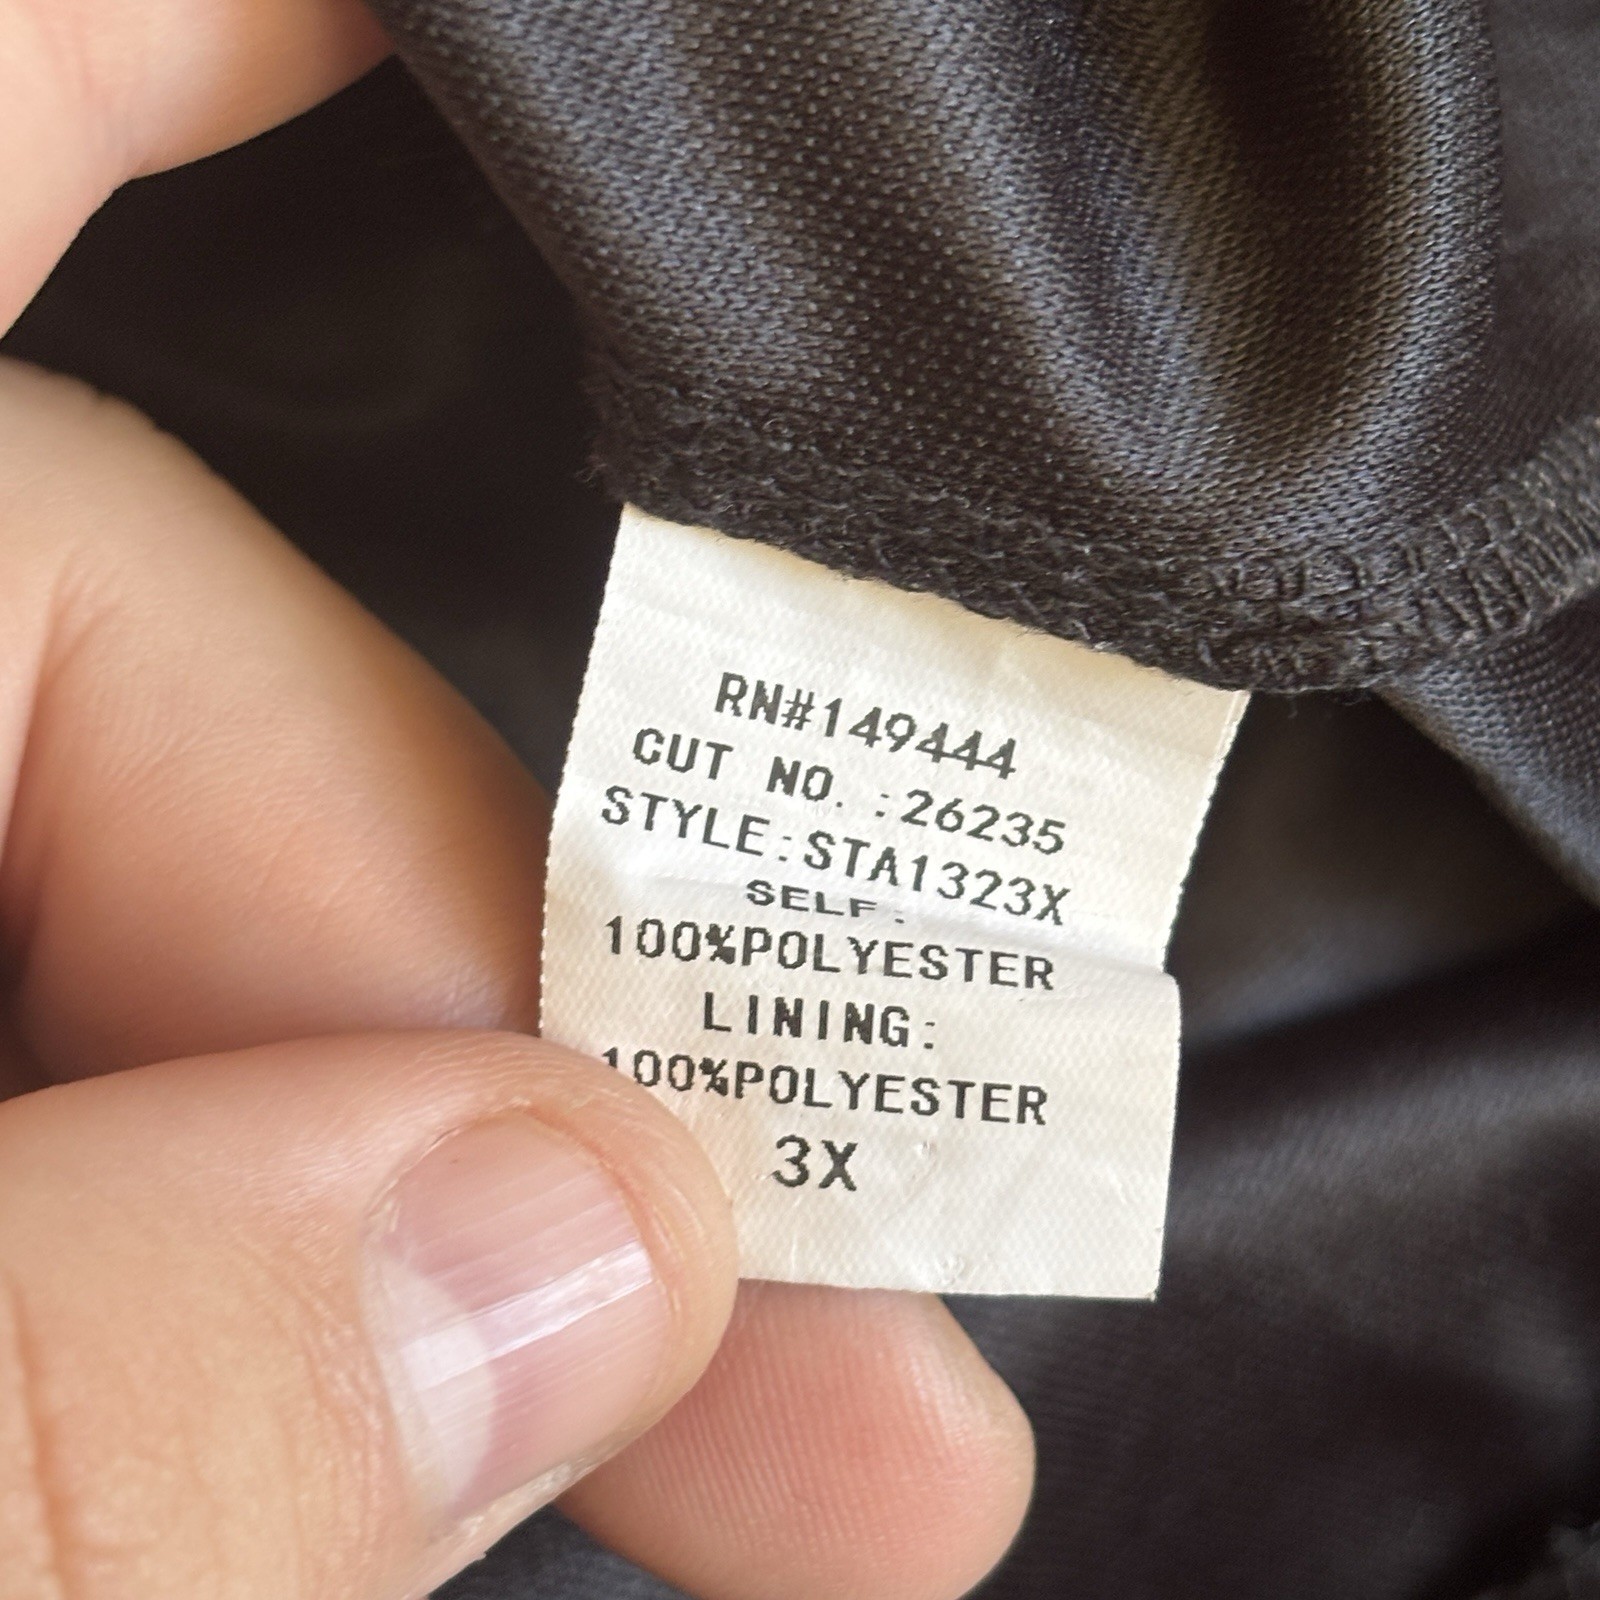 RN#149444
CUT NO. :26235
STYLE:STA1323X
SELF:
100%POLYESTER
LINING:
100%POLYESTER
3X